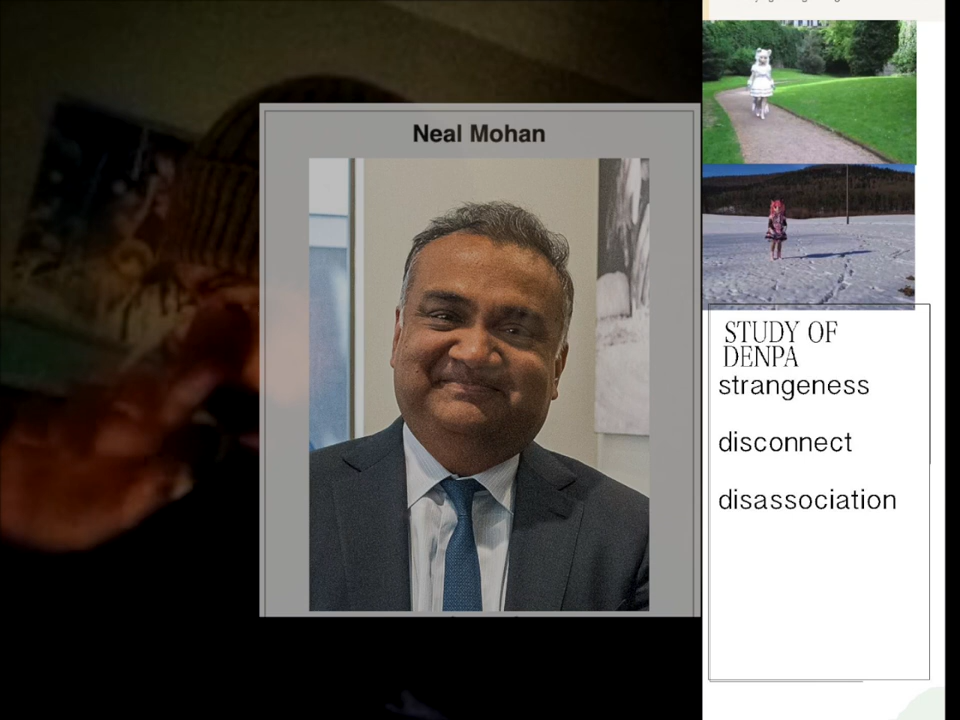 Neal Mohan
STUDY OF
DENPA
strangeness
disconnect
disassociation